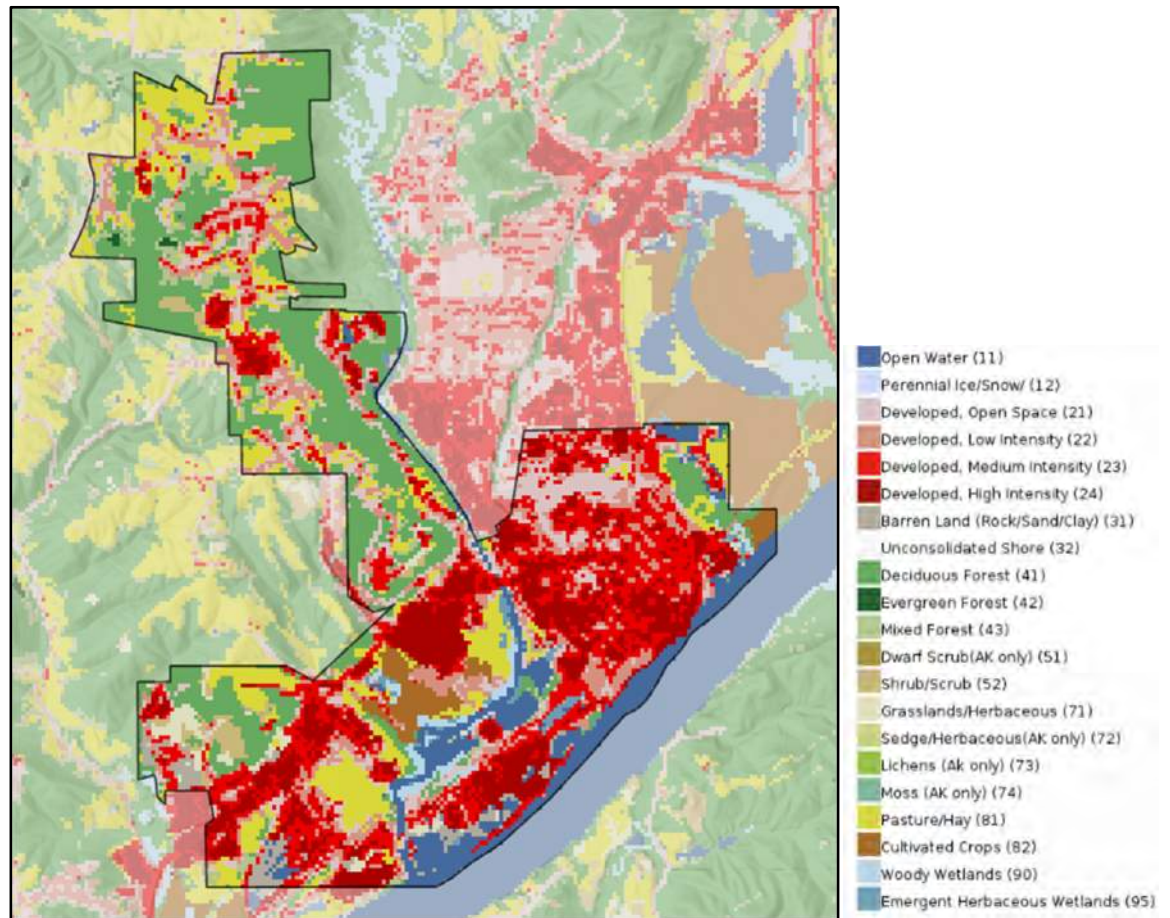 Open Water (11)
Perennial Ice/Snow/ (12)
Developed, Open Space (21)
Developed, Low Intensity (22)
Developed, Medium Intensity (23)
Developed, High Intensity (24)
Barren Land (Rock/Sand/Clay) (31)
Unconsolidated Shore (32)
Deciduous Forest (41)
Evergreen Forest (42)
Mixed Forest (43)
Dwarf Scrub(AK only) (51)
Shrub/Scrub (52)
Grasslands/Herbaceous (71)
Sedge/Herbaceous(AK only) (72)
Lichens (Ak only) (73)
Moss (AK only) (74)
Pasture/Hay (81)
Cultivated Crops (82)
Woody Wetlands (90)
Emergent Herbaceous Wetlands (95)